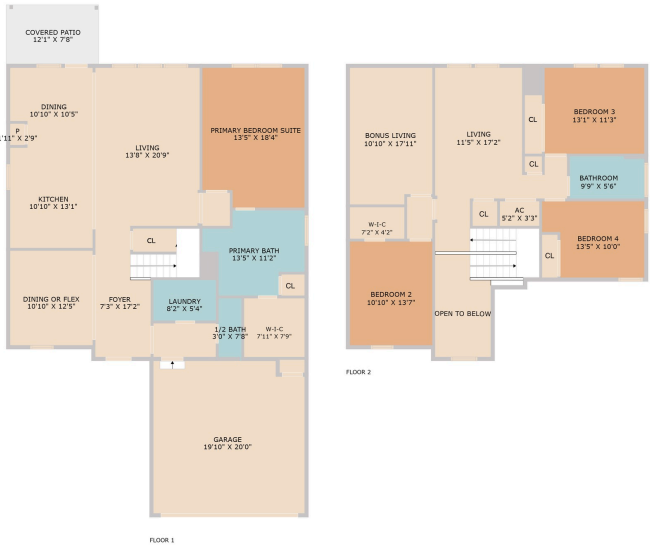 COVERED PATIO
12'1" X 7'8"
DINING
10'10" X 10'5"
P
1'11" X 2'9"
LIVING
13'8" X 20'9"
PRIMARY BEDROOM SUITE
13'5" X 18'4"
KITCHEN
10'10" X 13'1"
CL
PRIMARY BATH
13'5" X 11'2"
CL
DINING OR FLEX
10'10" X 12'5"
FOYER
7'3" X 17'2"
LAUNDRY
8'2" X 5'4"
1/2 BATH
3'0" X 7'8"
W-I-C
7'11" X 7'9"
GARAGE
19'10" X 20'0"
FLOOR 1
BONUS LIVING
10'10" X 17'11"
LIVING
11'5" X 17'2"
CL
BEDROOM 3
13'1" X 11'3"
CL
BATHROOM
9'9" X 5'6"
W-I-C
7'2" X 4'2"
CL
AC
5'2" X 3'3"
BEDROOM 4
13'5" X 10'0"
CL
BEDROOM 2
10'10" X 13'7"
OPEN TO BELOW
FLOOR 2